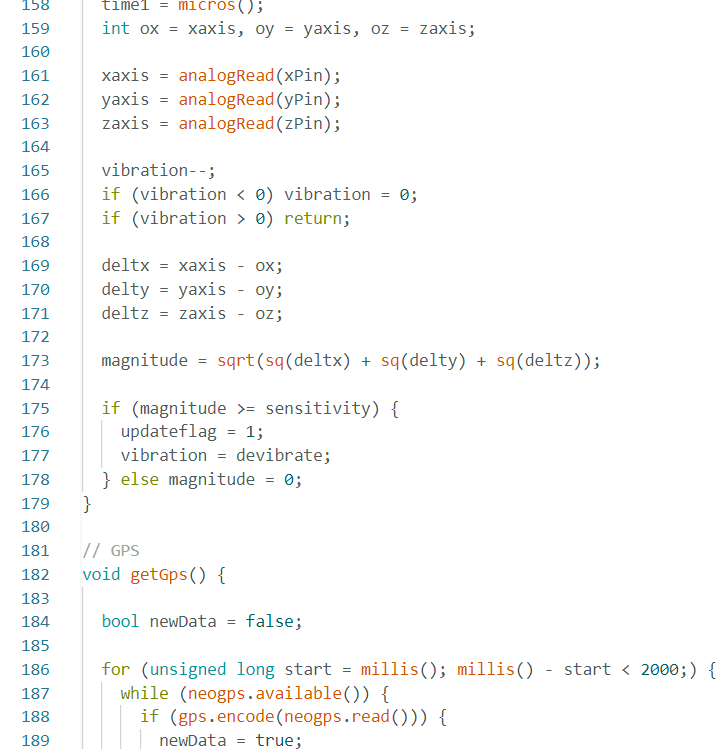 158 time1 = micros();
159 int ox = xaxis, oy = yaxis, oz = zaxis;
160
161 xaxis = analogRead(xPin);
162 yaxis = analogRead(yPin);
163 zaxis = analogRead(zPin);
164
165 vibration--;
166 if (vibration < 0) vibration = 0;
167 if (vibration > 0) return;
168
169 deltx = xaxis - ox;
170 delty = yaxis - oy;
171 deltz = zaxis - oz;
172
173 magnitude = sqrt(sq(deltx) + sq(delty) + sq(deltz));
174
175 if (magnitude >= sensitivity) {
176 updateflag = 1;
177 vibration = devibrate;
178 } else magnitude = 0;
179 }
180
181 // GPS
182 void getGps() {
183
184 bool newData = false;
185
186 for (unsigned long start = millis(); millis() - start < 2000;) {
187 while (neogps.available()) {
188 if (gps.encode(neogps.read())) {
189 newData = true;